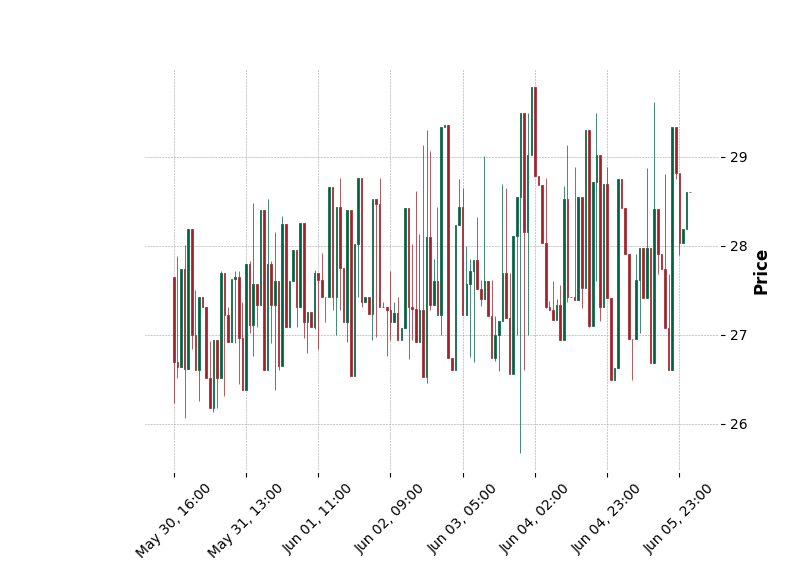 29
28
27
26
Price
May 30, 16:00
May 31, 13:00
Jun 01, 11:00
Jun 02, 09:00
Jun 03, 05:00
Jun 04, 02:00
Jun 04, 23:00
Jun 05, 23:00